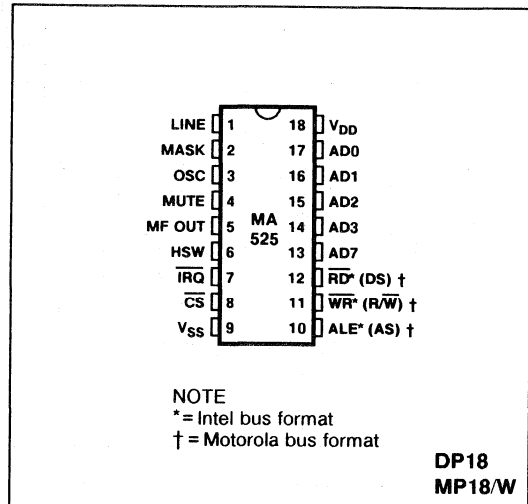 LINE 1 18 VDD
MASK 2 17 AD0
OSC 3 16 AD1
MUTE 4 15 AD2
MF OUT 5 MA 525 14 AD3
HSW 6 13 AD7
IRQ 7 12 RD* (DS) †
CS 8 11 WR* (R/W) †
VSS 9 10 ALE* (AS) †
NOTE
* = Intel bus format
† = Motorola bus format
DP18
MP18/W